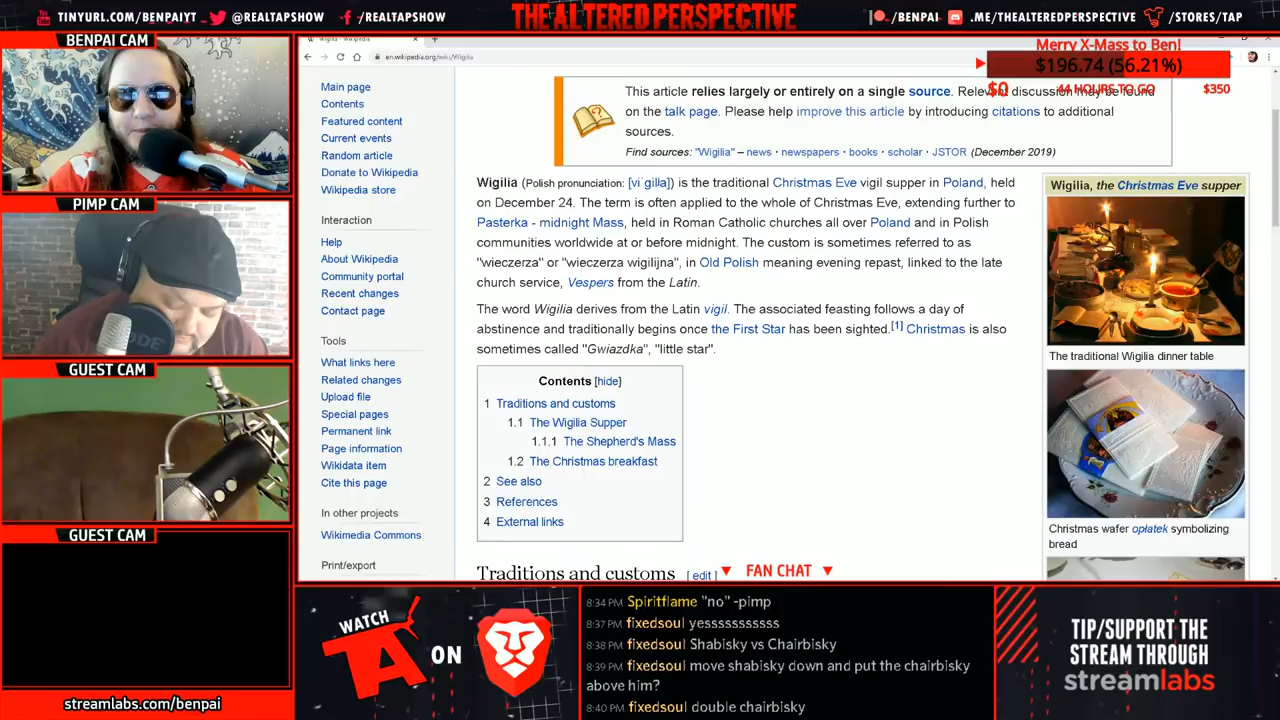 TINYURL.COM/BENPAIYT
@REALTAPSHOW
/REALTAPSHOW
THE ALTERED PERSPECTIVE
/BENPAI
.ME/THEALTEREDPERSPECTIVE
/STORES/TAP
BENPAI CAM
PIMP CAM
GUEST CAM
GUEST CAM
streamlabs.com/benpai
Wigilia - Wikipedia
en.wikipedia.org/wiki/Wigilia
Merry X-Mass to Ben!
$196.74 (56.21%)
$0
44 HOURS TO GO
$350
Main page
Contents
Featured content
Current events
Random article
Donate to Wikipedia
Wikipedia store
Interaction
Help
About Wikipedia
Community portal
Recent changes
Contact page
Tools
What links here
Related changes
Upload file
Special pages
Permanent link
Page information
Wikidata item
Cite this page
In other projects
Wikimedia Commons
Print/export
This article relies largely or entirely on a single source. Relevant discussion may be found
on the talk page. Please help improve this article by introducing citations to additional
sources.
Find sources: "Wigilia" – news · newspapers · books · scholar · JSTOR (December 2019)
Wigilia (Polish pronunciation: ) is the traditional Christmas Eve vigil supper in Poland, held
on December 24. The term is often applied to the whole of Christmas Eve, extending further to
Pasterka - midnight Mass, held in Roman Catholic churches all over Poland and in Polish
communities worldwide at or before midnight. The custom is sometimes referred to as
"wieczerza" or "wieczerza wigilijna", in Old Polish meaning evening repast, linked to the late
church service, Vespers from the Latin.
The word Wigilia derives from the Latin vigil. The associated feasting follows a day of
abstinence and traditionally begins once the First Star has been sighted.[1] Christmas is also
sometimes called "Gwiazdka", "little star".
Contents [hide]
1 Traditions and customs
1.1 The Wigilia Supper
1.1.1 The Shepherd's Mass
1.2 The Christmas breakfast
2 See also
3 References
4 External links
Traditions and customs [ edit ]
Wigilia, the Christmas Eve supper
The traditional Wigilia dinner table
Christmas wafer opłatek symbolizing
bread
FAN CHAT
WATCH
ON
8:34 PM Spiritflame "no" -pimp
8:37 PM fixedsoul yesssssssssss
8:38 PM fixedsoul Shabisky vs Chairbisky
8:39 PM fixedsoul move shabisky down and put the chairbisky
above him?
8:40 PM fixedsoul double chairbisky
TIP/SUPPORT THE
STREAM THROUGH
streamlabs